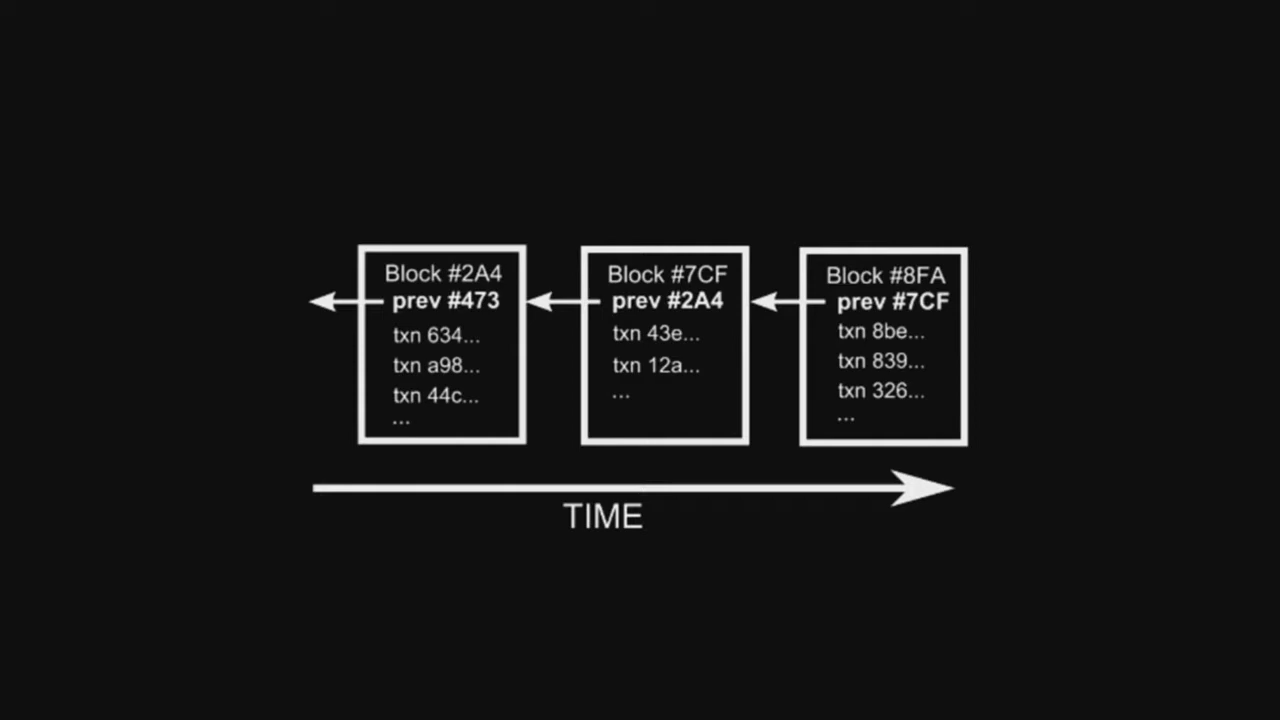 Block #2A4
prev #473
txn 634...
txn a98...
txn 44c...
...
Block #7CF
prev #2A4
txn 43e...
txn 12a...
...
Block #8FA
prev #7CF
txn 8be...
txn 839...
txn 326...
...
TIME